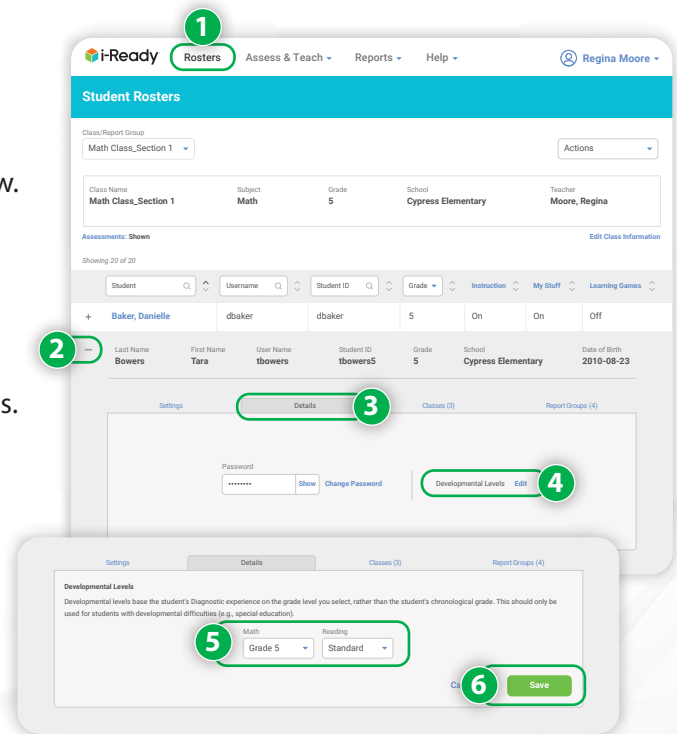 1
i-Ready Rosters Assess & Teach Reports Help Regina Moore
Student Rosters
Class/Report Group
Math Class_Section 1 Actions
w.
Class Name Subject Grade School Teacher
Math Class_Section 1 Math 5 Cypress Elementary Moore, Regina
Assessments: Shown Edit Class Information
Showing 20 of 20
Student Username Student ID Grade Instruction My Stuff Learning Games
+ Baker, Danielle dbaker dbaker 5 On On Off
2 – Last Name First Name User Name Student ID Grade School Date of Birth
Bowers Tara tbowers tbowers5 5 Cypress Elementary 2010-08-23
s.
Settings Details 3 Classes (3) Report Groups (4)
Password
•••••••• Show Change Password Developmental Levels Edit 4
Settings Details Classes (3) Report Groups (4)
Developmental Levels
Developmental levels base the student's Diagnostic experience on the grade level you select, rather than the student's chronological grade. This should only be
used for students with developmental difficulties (e.g., special education).
Math Reading
5 Grade 5 Standard
Ca 6 Save